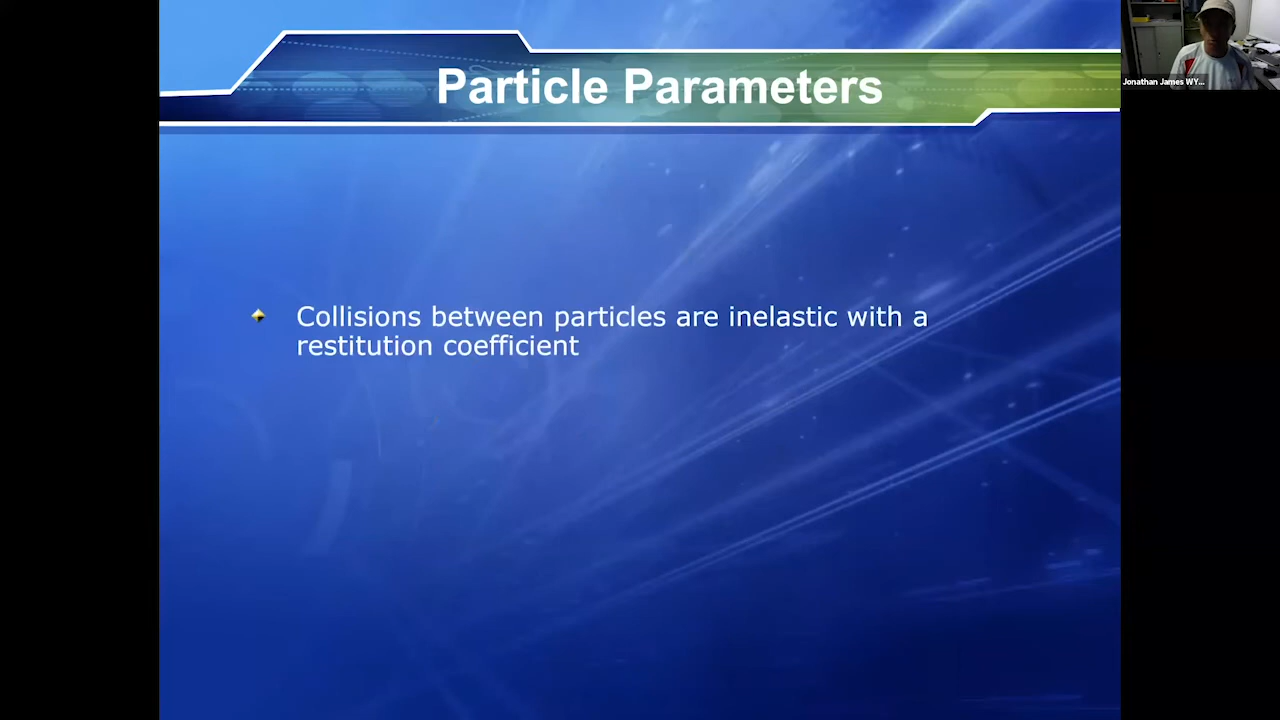 Particle Parameters
Jonathan James WY...
Collisions between particles are inelastic with a
restitution coefficient